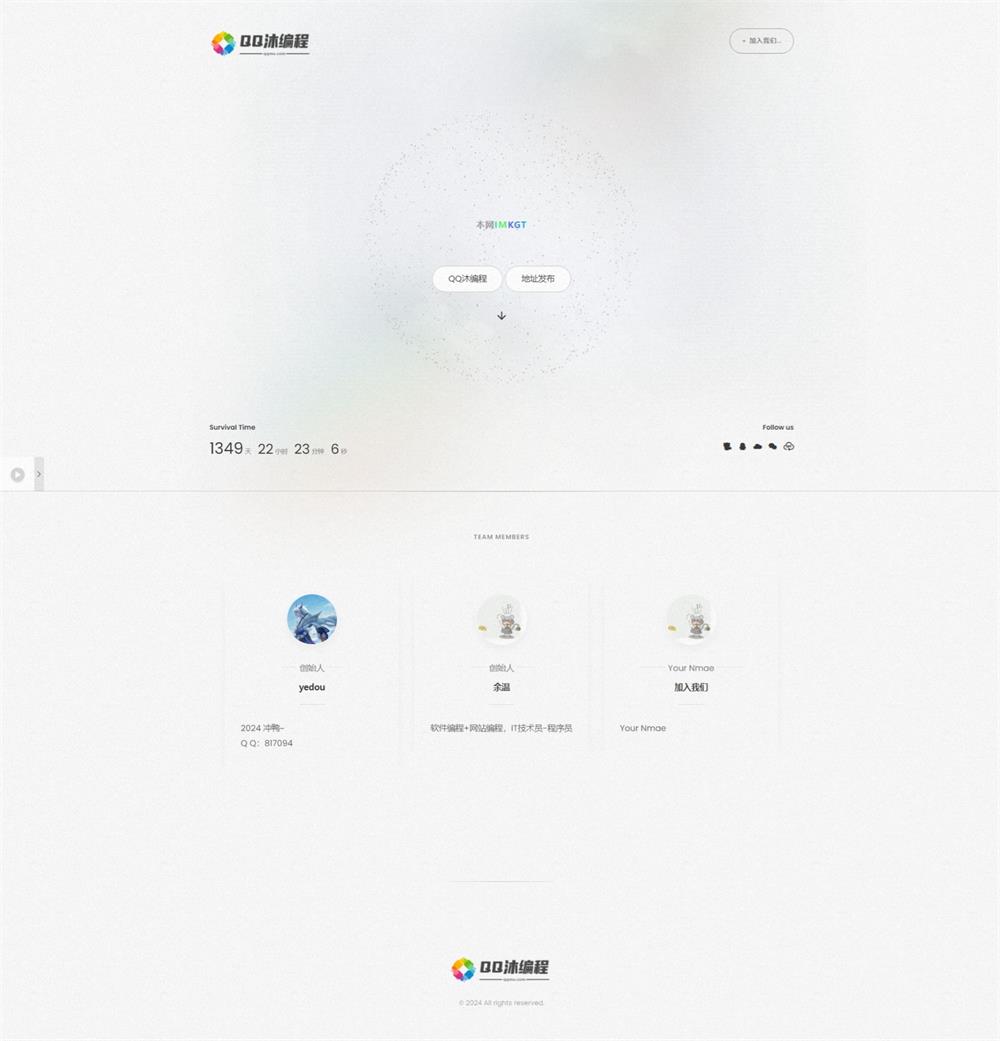 QQ沐编程
qqmu.com
+ 加入我们...
本网IMKGT
QQ沐编程
地址发布
Survival Time
Follow us
1349 天 22 小时 23 分钟 6 秒
TEAM MEMBERS
创始人
yedou
2024 冲鸭~
Q Q：817094
创始人
余温
软件编程+网站编程，IT技术员-程序员
Your Nmae
加入我们
Your Nmae
QQ沐编程
qqmu.com
© 2024 All rights reserved.